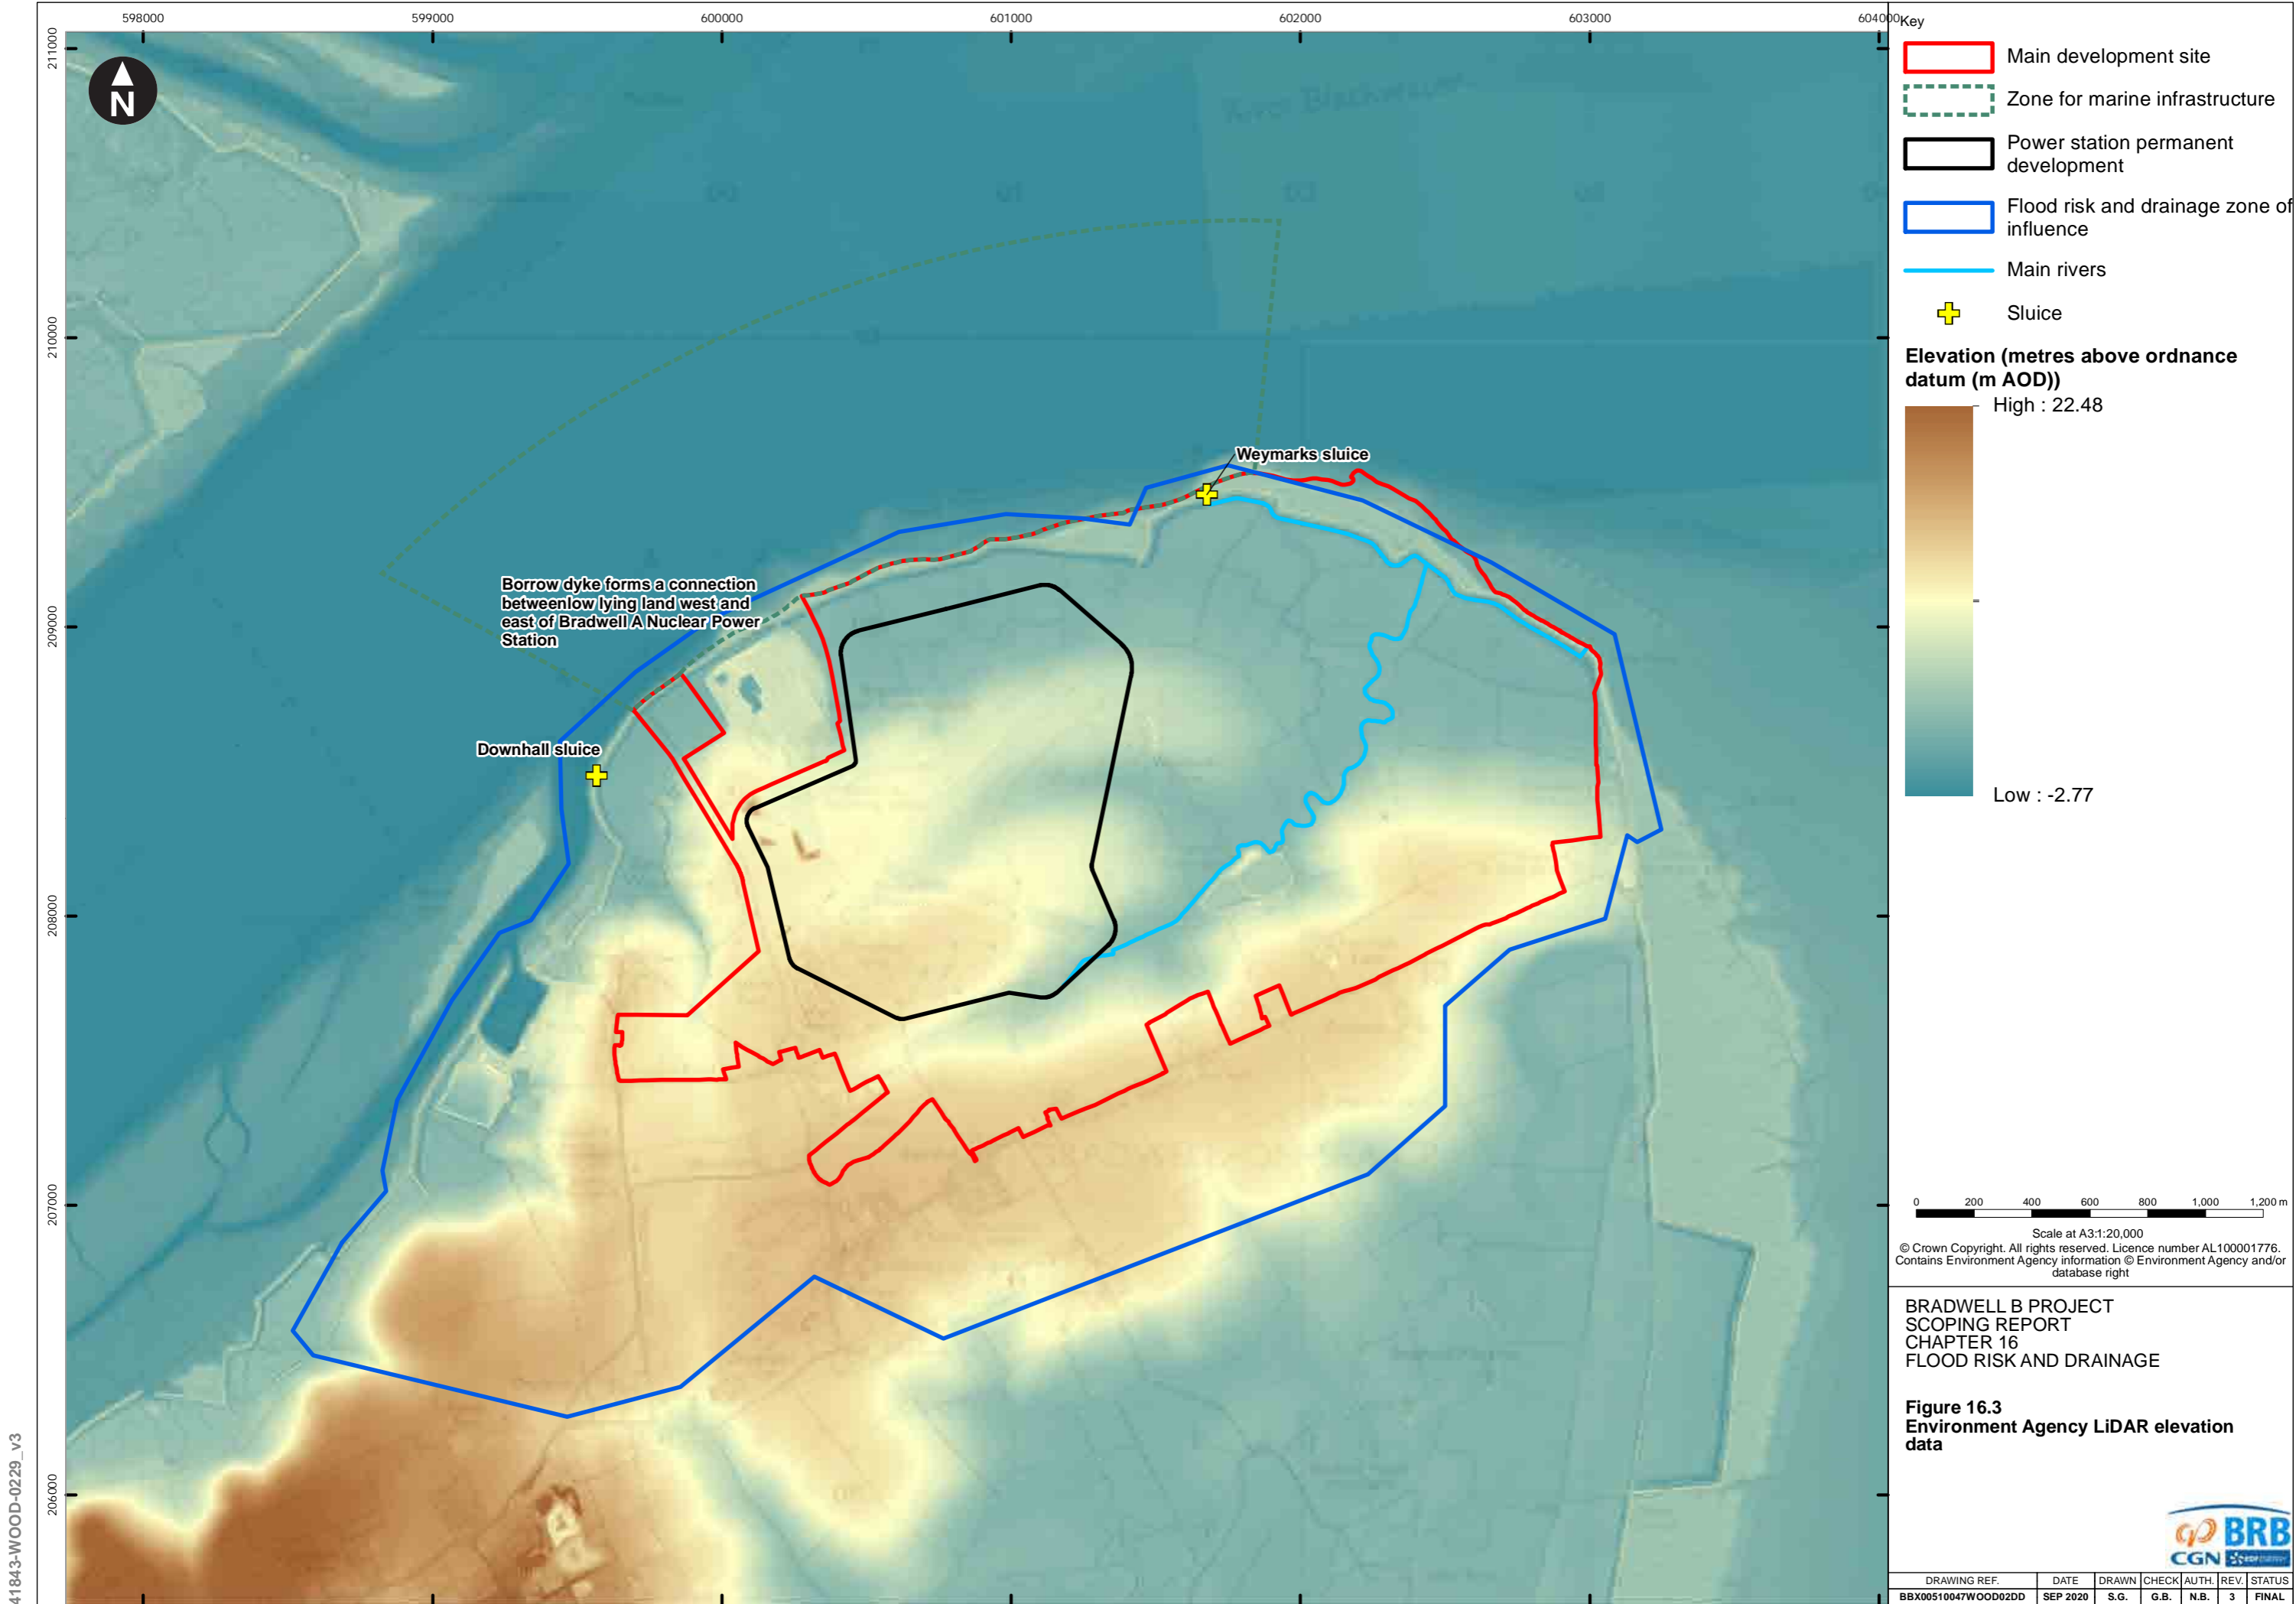 598000
599000
600000
601000
602000
603000
604000
211000
210000
209000
208000
207000
206000
N
Weymarks sluice
Borrow dyke forms a connection
betweenlow lying land west and
east of Bradwell A Nuclear Power
Station
Downhall sluice
Key
Main development site
Zone for marine infrastructure
Power station permanent
development
Flood risk and drainage zone of
influence
Main rivers
Sluice
Elevation (metres above ordnance
datum (m AOD))
High : 22.48
Low : -2.77
0 200 400 600 800 1,000 1,200 m
Scale at A3:1:20,000
© Crown Copyright. All rights reserved. Licence number AL100001776.
Contains Environment Agency information © Environment Agency and/or
database right
BRADWELL B PROJECT
SCOPING REPORT
CHAPTER 16
FLOOD RISK AND DRAINAGE
Figure 16.3
Environment Agency LiDAR elevation
data
BRB
CGN edf ENERGY
DRAWING REF. DATE DRAWN CHECK AUTH. REV. STATUS
BBX00510047WOOD02DD SEP 2020 S.G. G.B. N.B. 3 FINAL
41843-WOOD-0229_v3